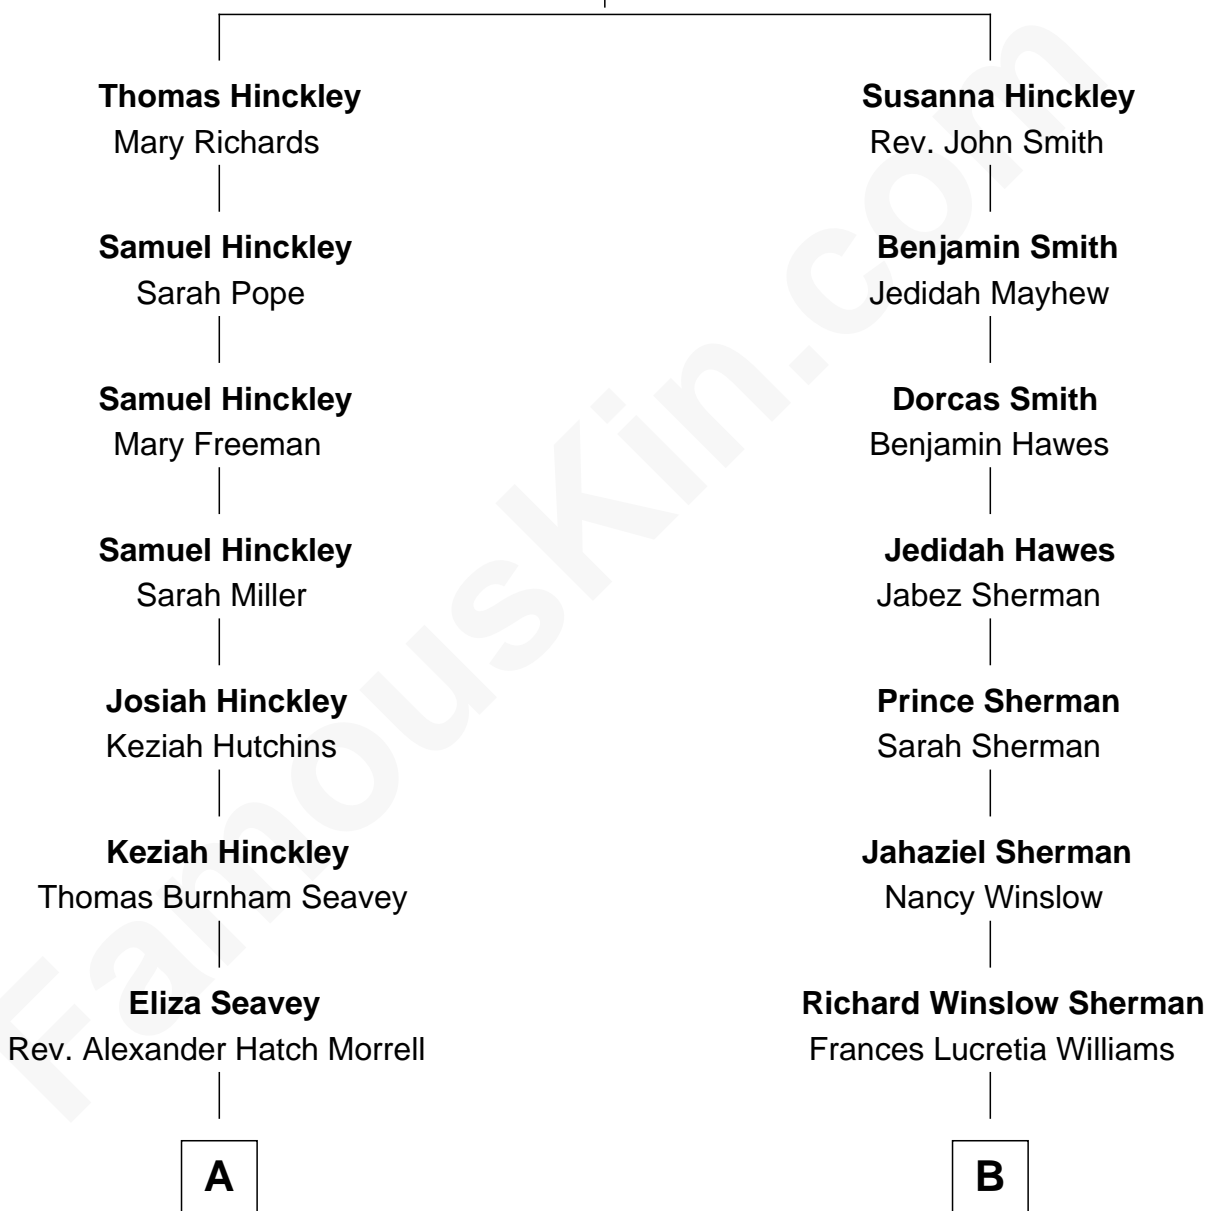 Thomas Hinckley
Mary Richards
Samuel Hinckley
Sarah Pope
Samuel Hinckley
Mary Freeman
Samuel Hinckley
Sarah Miller
Josiah Hinckley
Keziah Hutchins
Keziah Hinckley
Thomas Burnham Seavey
Eliza Seavey
Rev. Alexander Hatch Morrell
A
Susanna Hinckley
Rev. John Smith
Benjamin Smith
Jedidah Mayhew
Dorcas Smith
Benjamin Hawes
Jedidah Hawes
Jabez Sherman
Prince Sherman
Sarah Sherman
Jahaziel Sherman
Nancy Winslow
Richard Winslow Sherman
Frances Lucretia Williams
B
FamousKin.com